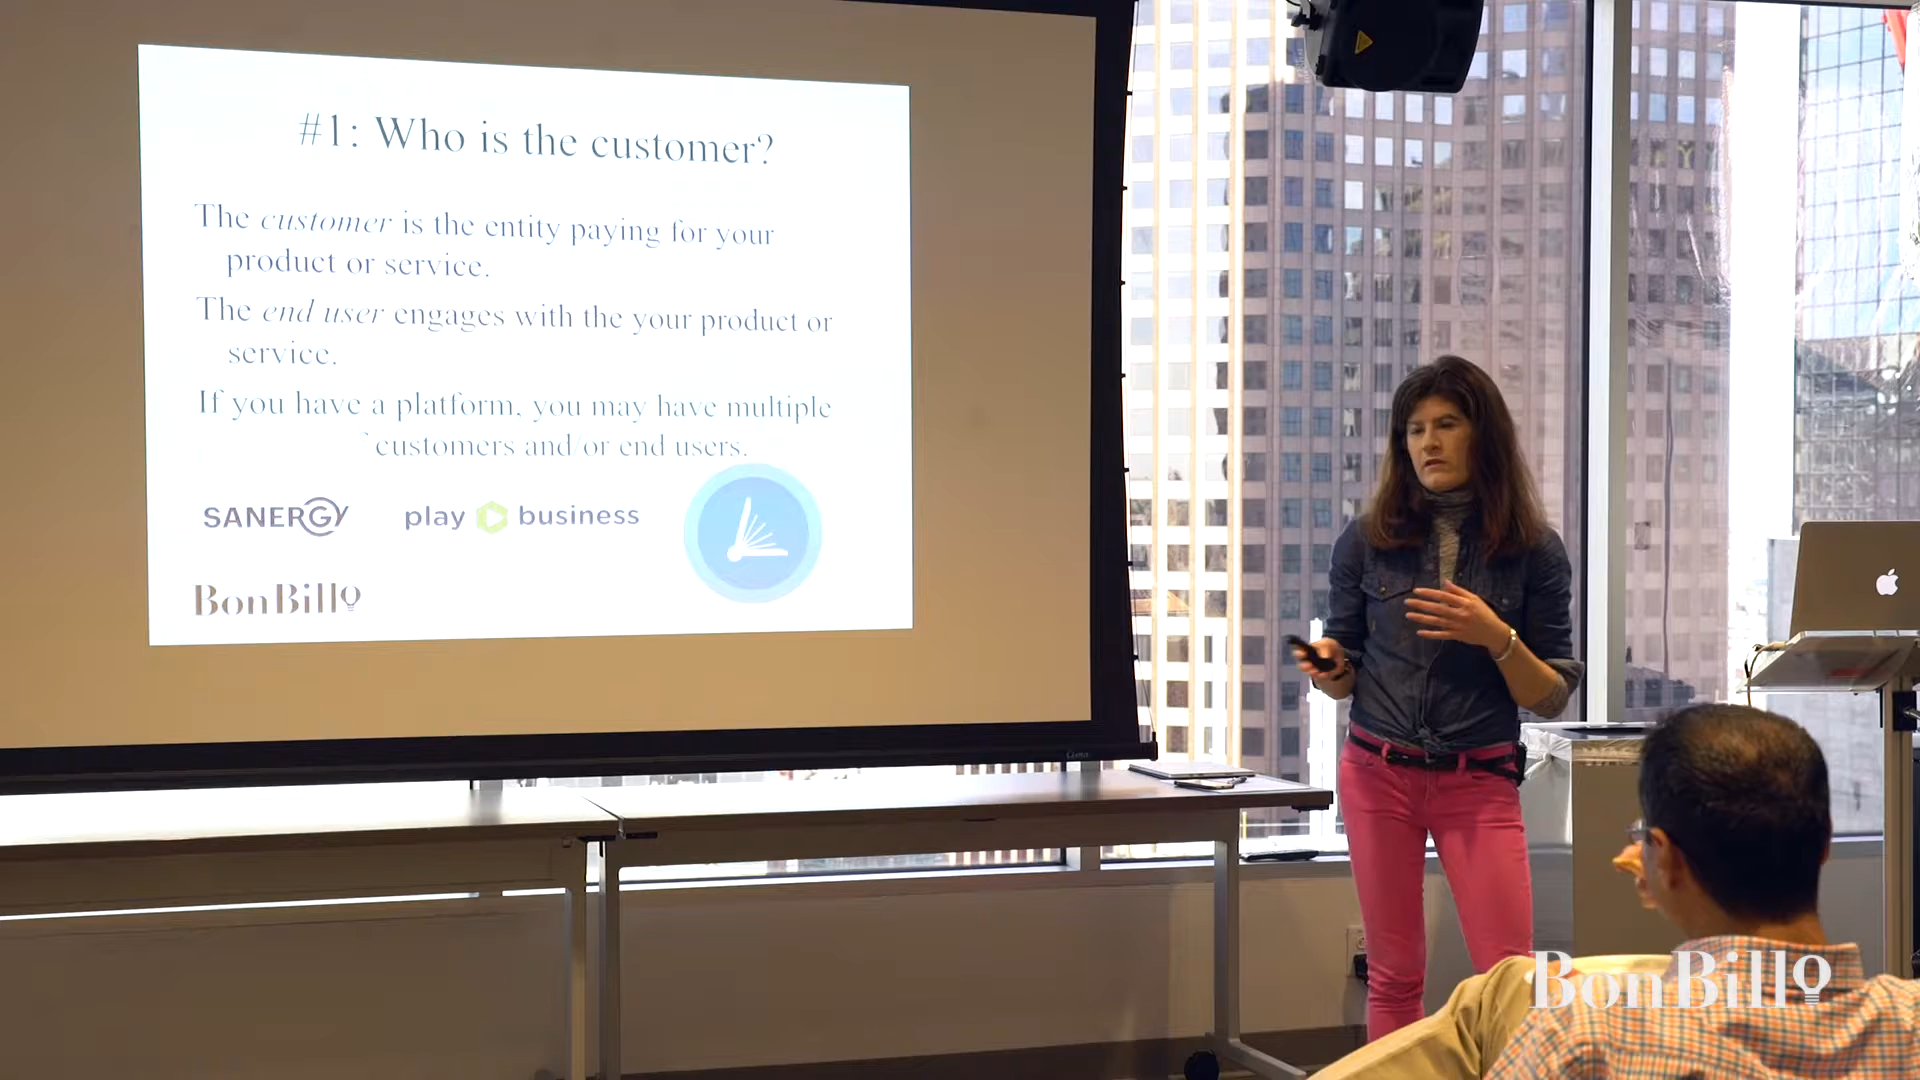 #1: Who is the customer?
The customer is the entity paying for your
product or service.
The end user engages with the your product or
service.
If you have a platform, you may have multiple
customers and/or end users.
SANERGY
play business
BonBillo
BonBillo